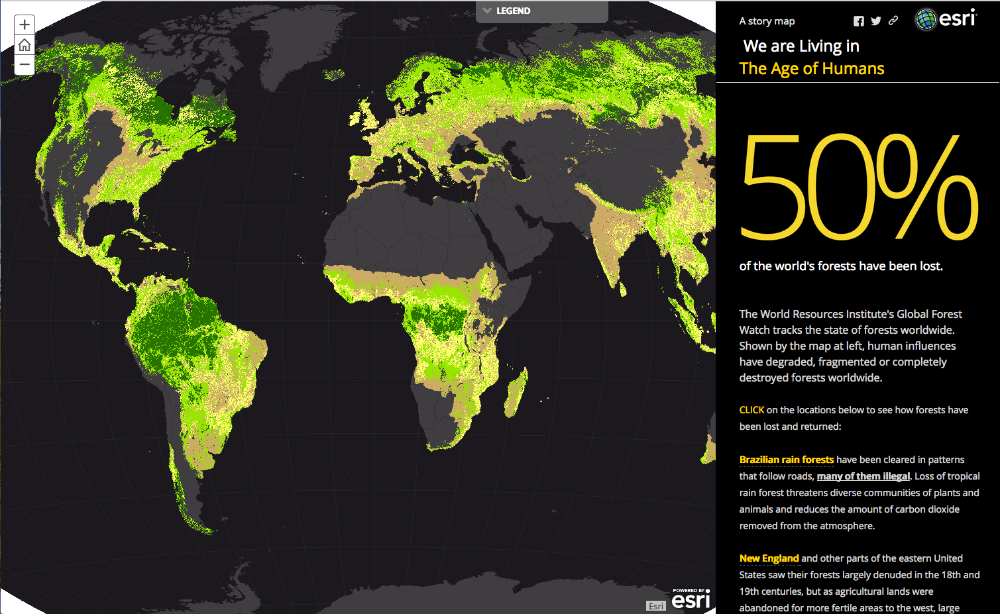 +
−
LEGEND
A story map
esri
We are Living in
The Age of Humans
50%
of the world's forests have been lost.
The World Resources Institute's Global Forest
Watch tracks the state of forests worldwide.
Shown by the map at left, human influences
have degraded, fragmented or completely
destroyed forests worldwide.
CLICK on the locations below to see how forests have
been lost and returned:
Brazilian rain forests have been cleared in patterns
that follow roads, many of them illegal. Loss of tropical
rain forest threatens diverse communities of plants and
animals and reduces the amount of carbon dioxide
removed from the atmosphere.
New England and other parts of the eastern United
States saw their forests largely denuded in the 18th and
19th centuries, but as agricultural lands were
abandoned for more fertile areas to the west, large
POWERED BY
esri
Esri